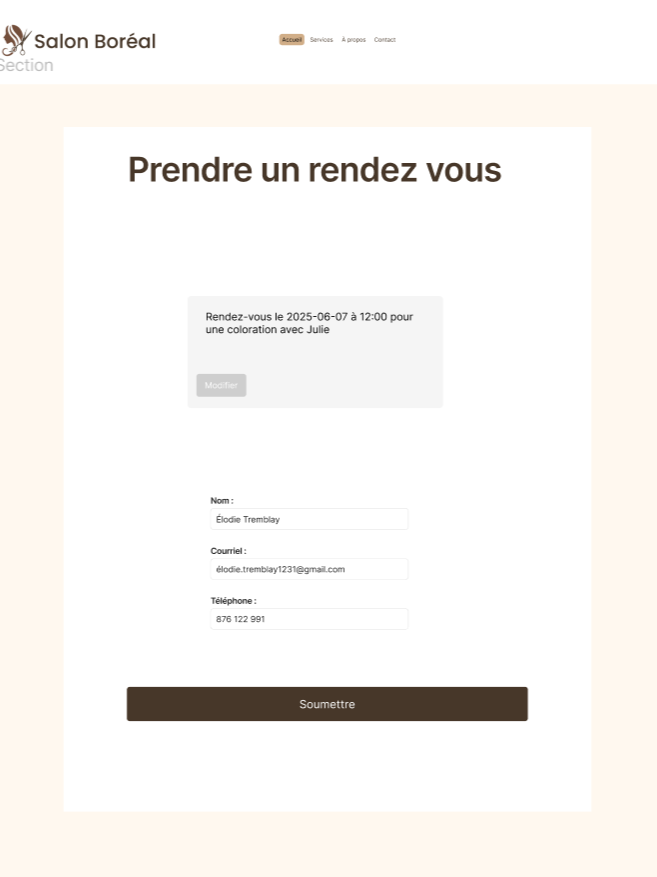 Salon Boréal
Accueil Services À propos Contact
Section
Prendre un rendez vous
Rendez-vous le 2025-06-07 à 12:00 pour
une coloration avec Julie
Modifier
Nom :
Élodie Tremblay
Courriel :
élodie.tremblay1231@gmail.com
Téléphone :
876 122 991
Soumettre